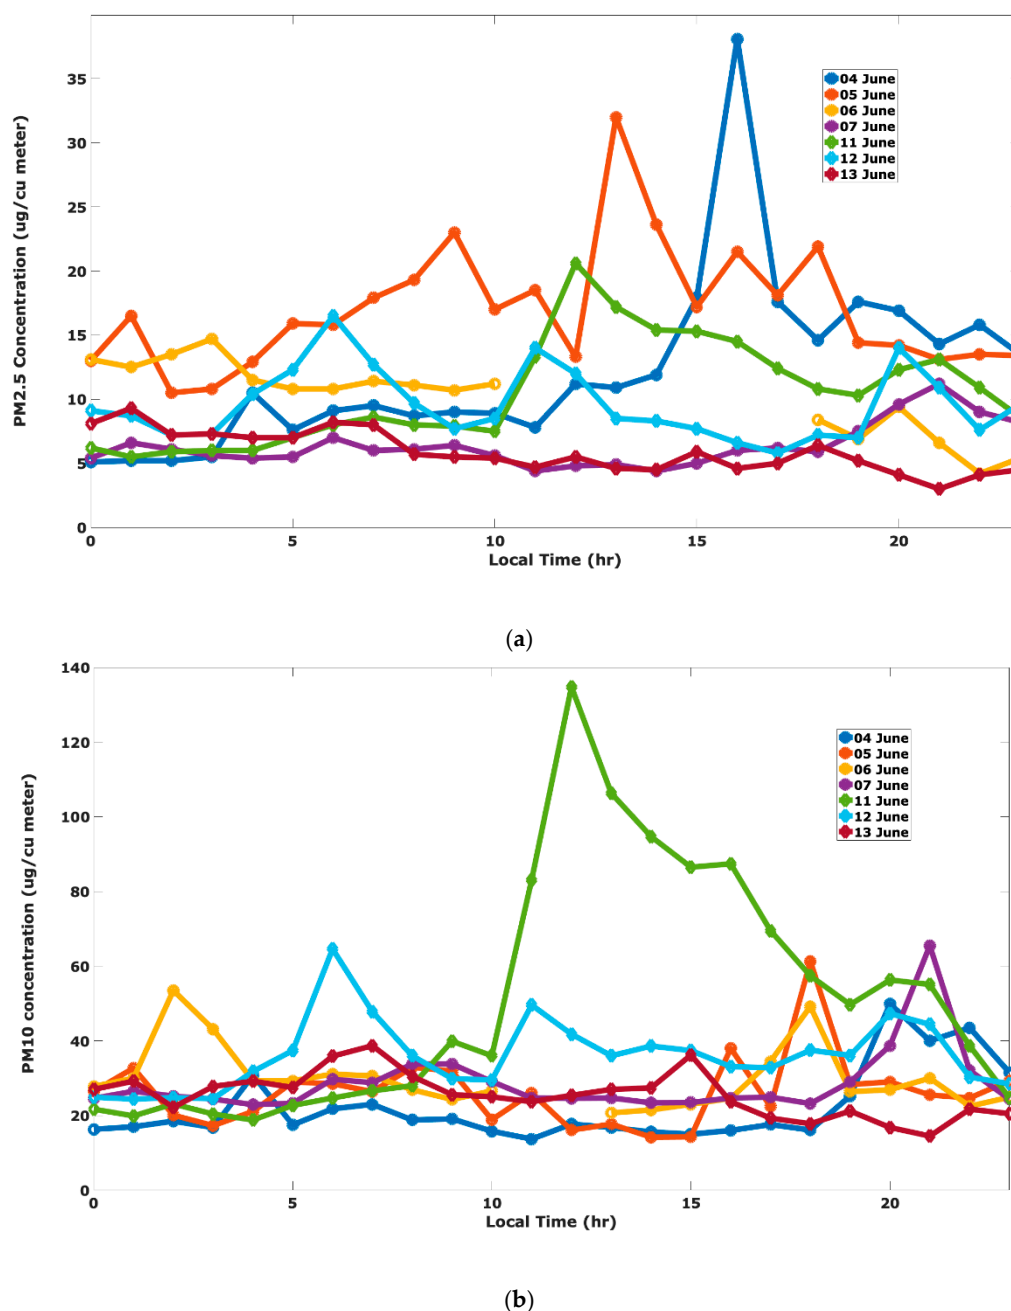 PM2.5 Concentration (ug/cu meter)
35
30
25
20
15
10
5
0
04 June
05 June
06 June
07 June
11 June
12 June
13 June
0 5 10 15 20
Local Time (hr)
(a)
PM10 concentration (ug/cu meter)
140
120
100
80
60
40
20
0
04 June
05 June
06 June
07 June
11 June
12 June
13 June
0 5 10 15 20
Local Time (hr)
(b)